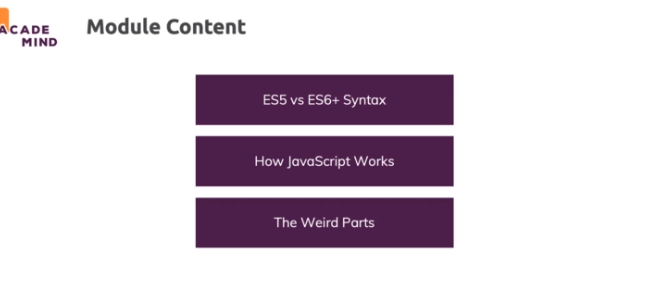 ACADE
MIND
Module Content
ES5 vs ES6+ Syntax
How JavaScript Works
The Weird Parts